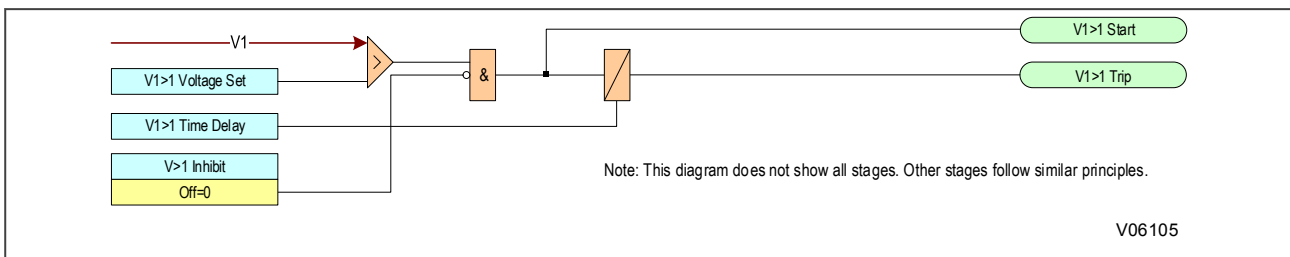 V1
V1>1 Start
>
&
V1>1 Voltage Set
V1>1 Trip
V1>1 Time Delay
V>1 Inhibit
Off=0
Note: This diagram does not show all stages. Other stages follow similar principles.
V06105